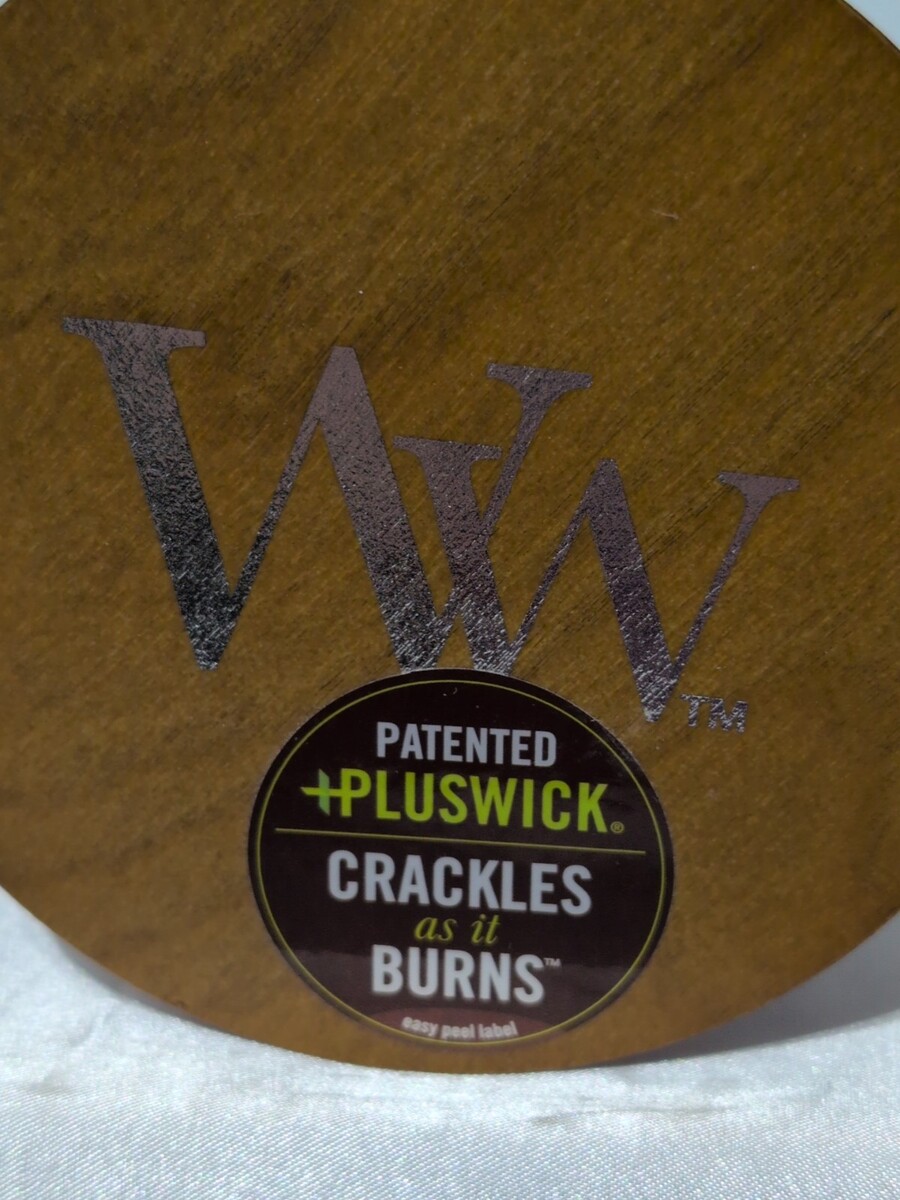 WW™
PATENTED
+PLUSWICK®
CRACKLES
as it
BURNS™
easy peel label